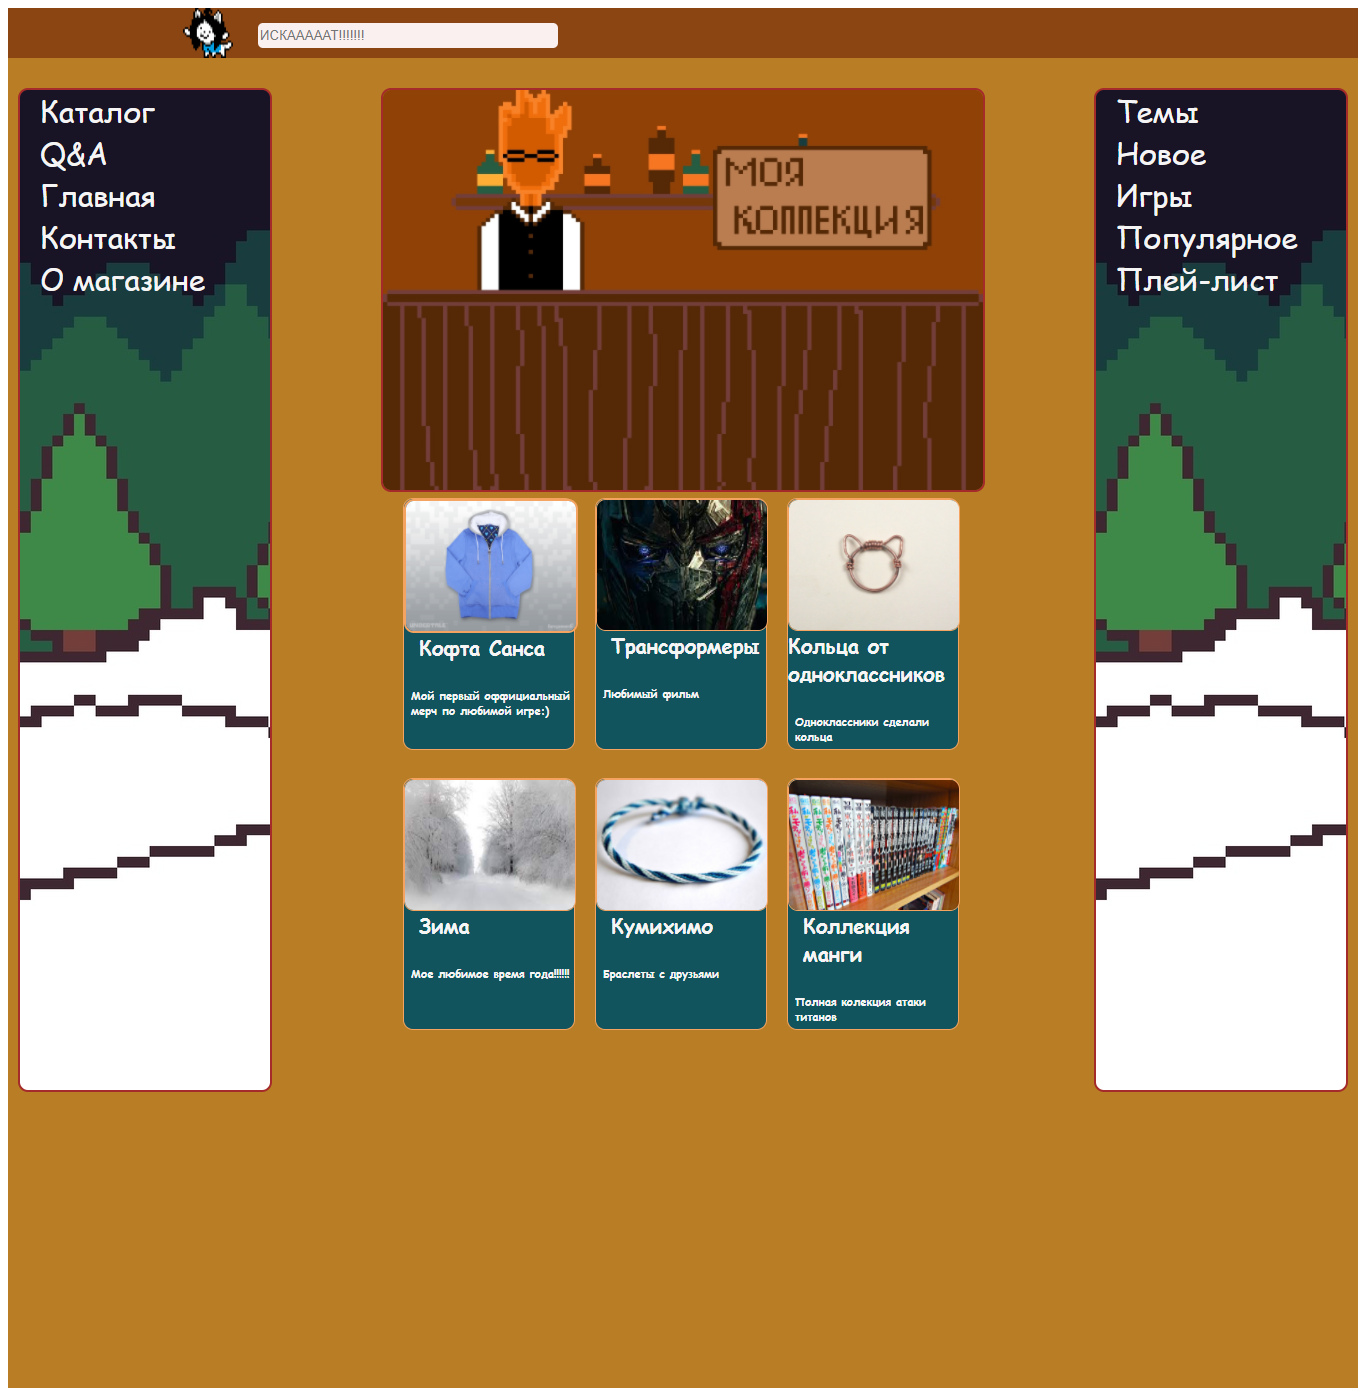 ИСКАААААТ!!!!!!!
Каталог
Q&A
Главная
Контакты
О магазине
МОЯ
КОЛЛЕКЦИЯ
Темы
Новое
Игры
Популярное
Плей-лист
Кофта Санса
Мой первый оффициальный
мерч по любимой игре:)
Трансформеры
Любимый фильм
Кольца от
одноклассников
Одноклассники сделали
кольца
Зима
Мое любимое время года!!!!!!
Кумихимо
Браслеты с друзьями
Коллекция
манги
Полная колекция атаки
титанов